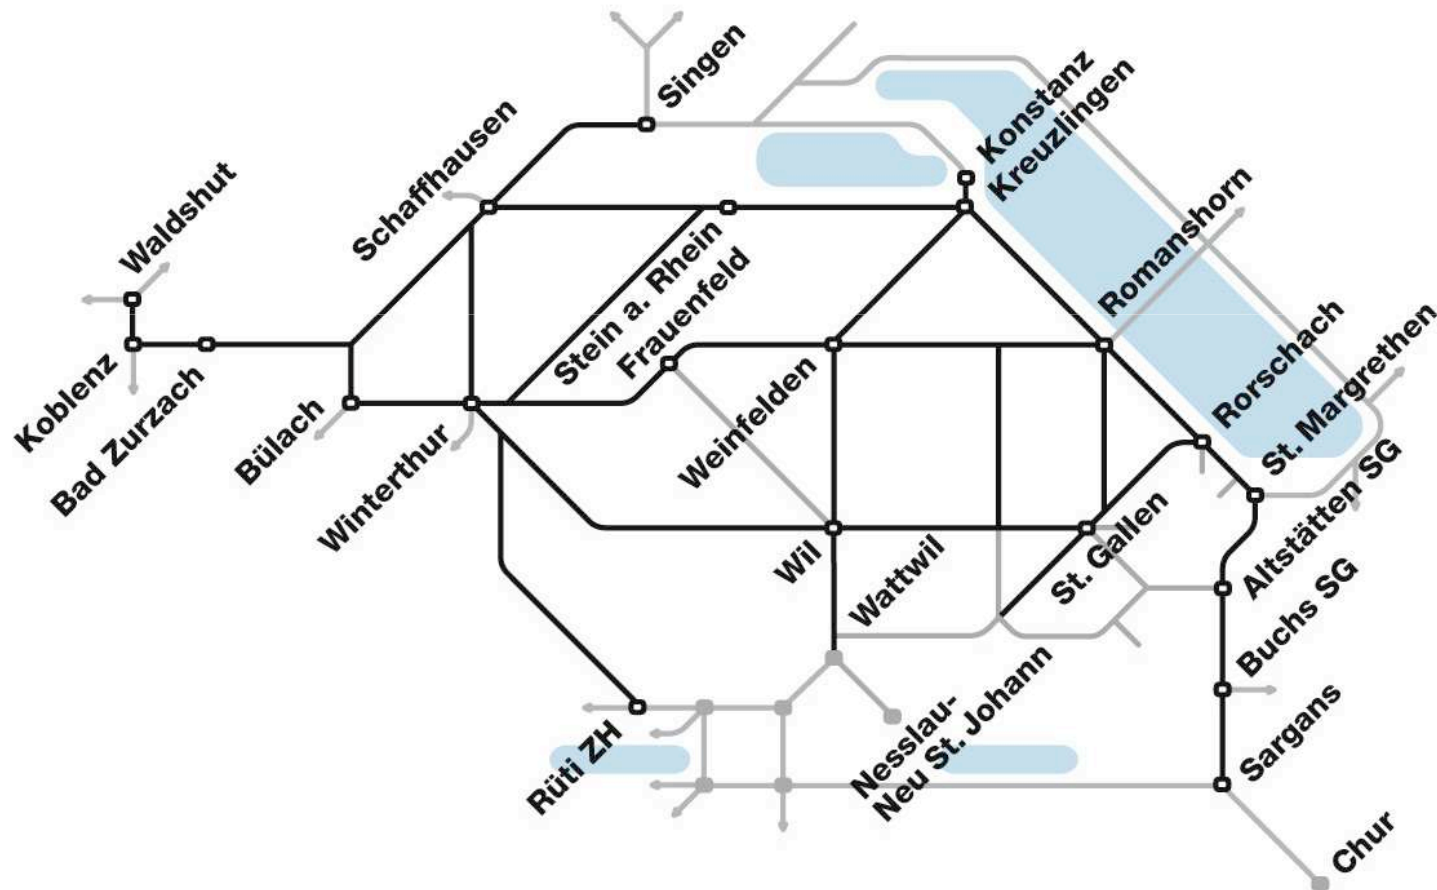 Singen
Konstanz
Kreuzlingen
Schaffhausen
Waldshut
Romanshorn
Stein a. Rhein
Frauenfeld
Rorschach
St. Margrethen
Koblenz
Bad Zurzach
Bülach
Winterthur
Weinfelden
Wil
Wattwil
St. Gallen
Altstätten SG
Buchs SG
Nesslau-
Neu St. Johann
Rüti ZH
Sargans
Chur